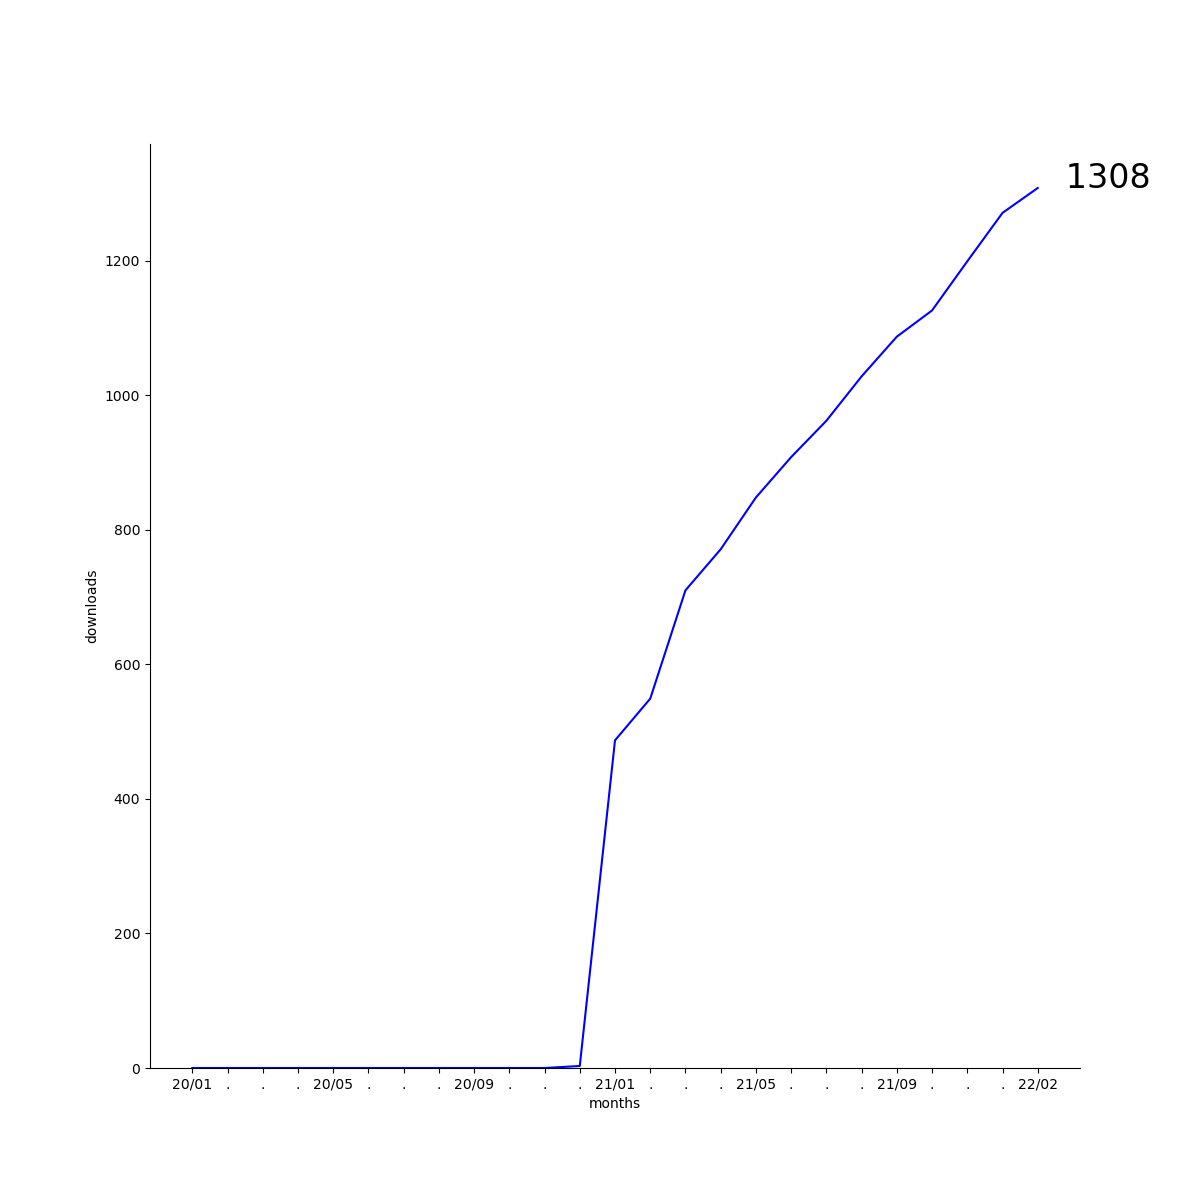 1308
1200
1000
800
600
400
200
0
downloads
20/01 . . . 20/05 . . . 20/09 . . . 21/01 . . . 21/05 . . . 21/09 . . . 22/02
months